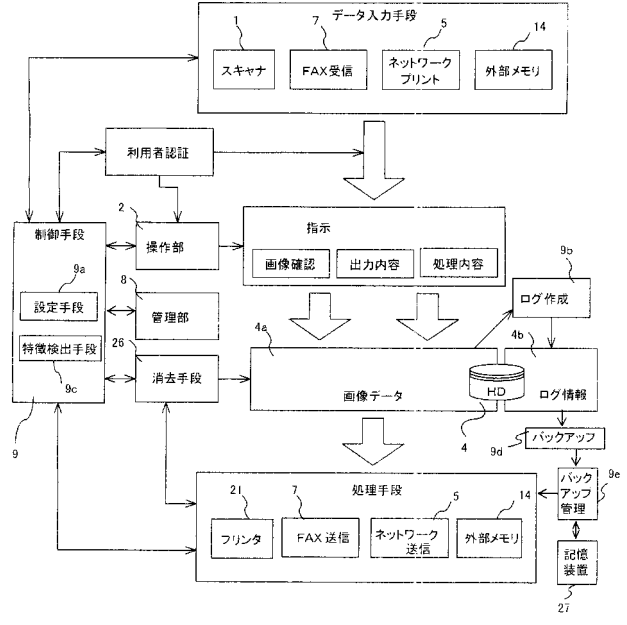 データ入力手段
1
7
5
14
スキャナ
FAX受信
ネットワーク
プリント
外部メモリ
利用者認証
2
操作部
制御手段
9a
設定手段
特徴検出手段
9c
9
8
管理部
26
消去手段
指示
画像確認
出力内容
処理内容
9b
ログ作成
4a
画像データ
HD
4
4b
ログ情報
9d
バックアップ
バック
アップ
管理
9e
記憶
装置
27
処理手段
21
7
5
14
フリンタ
FAX送信
ネットワーク
送信
外部メモリ